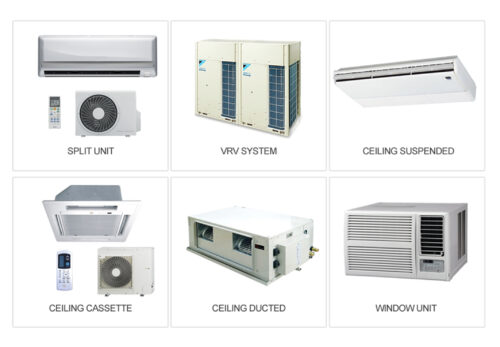 SPLIT UNIT
VRV SYSTEM
CEILING SUSPENDED
CEILING CASSETTE
CEILING DUCTED
WINDOW UNIT